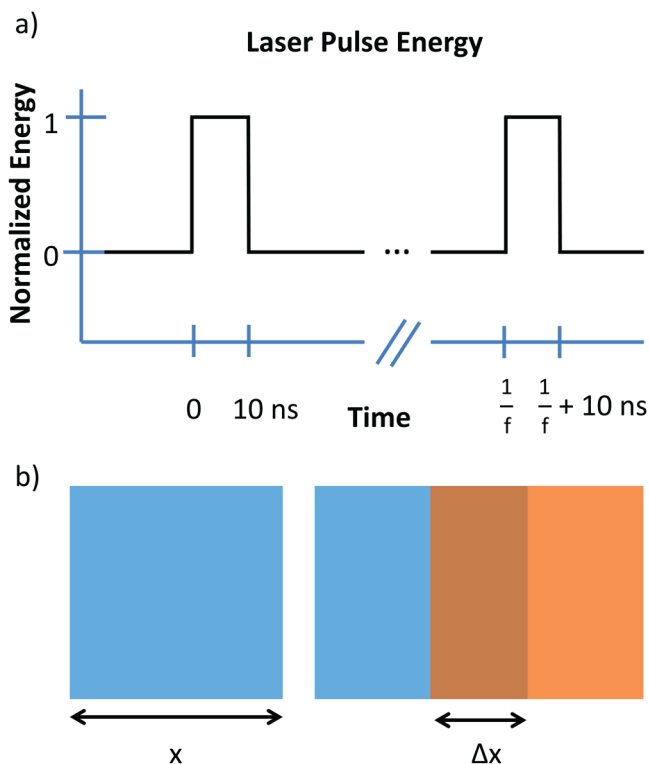 a)
Laser Pulse Energy
Normalized Energy
1
0
...
0 10 ns Time 1/f 1/f + 10 ns
b)
x Δx